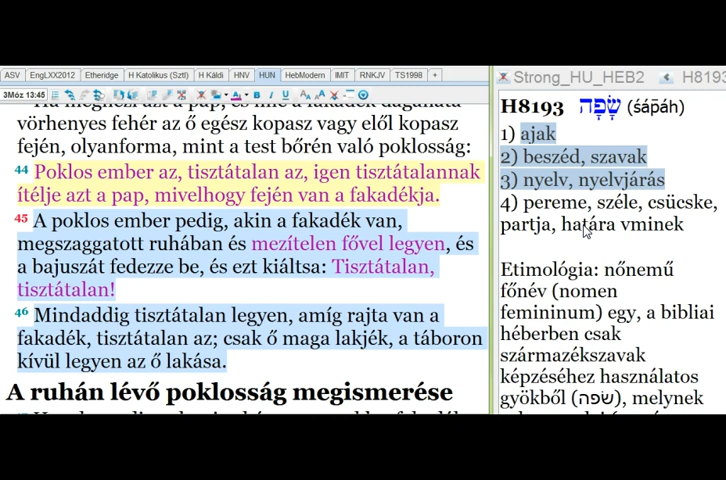 ASV EngLXX2012 Etheridge H Katolikus (SztI) H Káldi HNV HUN HebModern IMIT RNKJV TS1998 +
3Móz 13:45
vörhenyes fehér az ő egész kopasz vagy elől kopasz
fején, olyanforma, mint a test bőrén való poklosság:
44 Poklos ember az, tisztátalan az, igen tisztátalannak
ítélje azt a pap, mivelhogy fején van a fakadékja.
45 A poklos ember pedig, akin a fakadék van,
megszaggatott ruhában és mezítelen fővel legyen, és
a bajuszát fedezze be, és ezt kiáltsa: Tisztátalan,
tisztátalan!
46 Mindaddig tisztátalan legyen, amíg rajta van a
fakadék, tisztátalan az; csak ő maga lakjék, a táboron
kívül legyen az ő lakása.
A ruhán lévő poklosság megismerése
Strong_HU_HEB2 H8193
H8193 שָׂפָה (śápáh)
1) ajak
2) beszéd, szavak
3) nyelv, nyelvjárás
4) pereme, széle, csücske,
partja, határa vminek
Etimológia: nőnemű
főnév (nomen
femininum) egy, a bibliai
héberben csak
származékszavak
képzéséhez használatos
gyökből (שׂפה), melynek